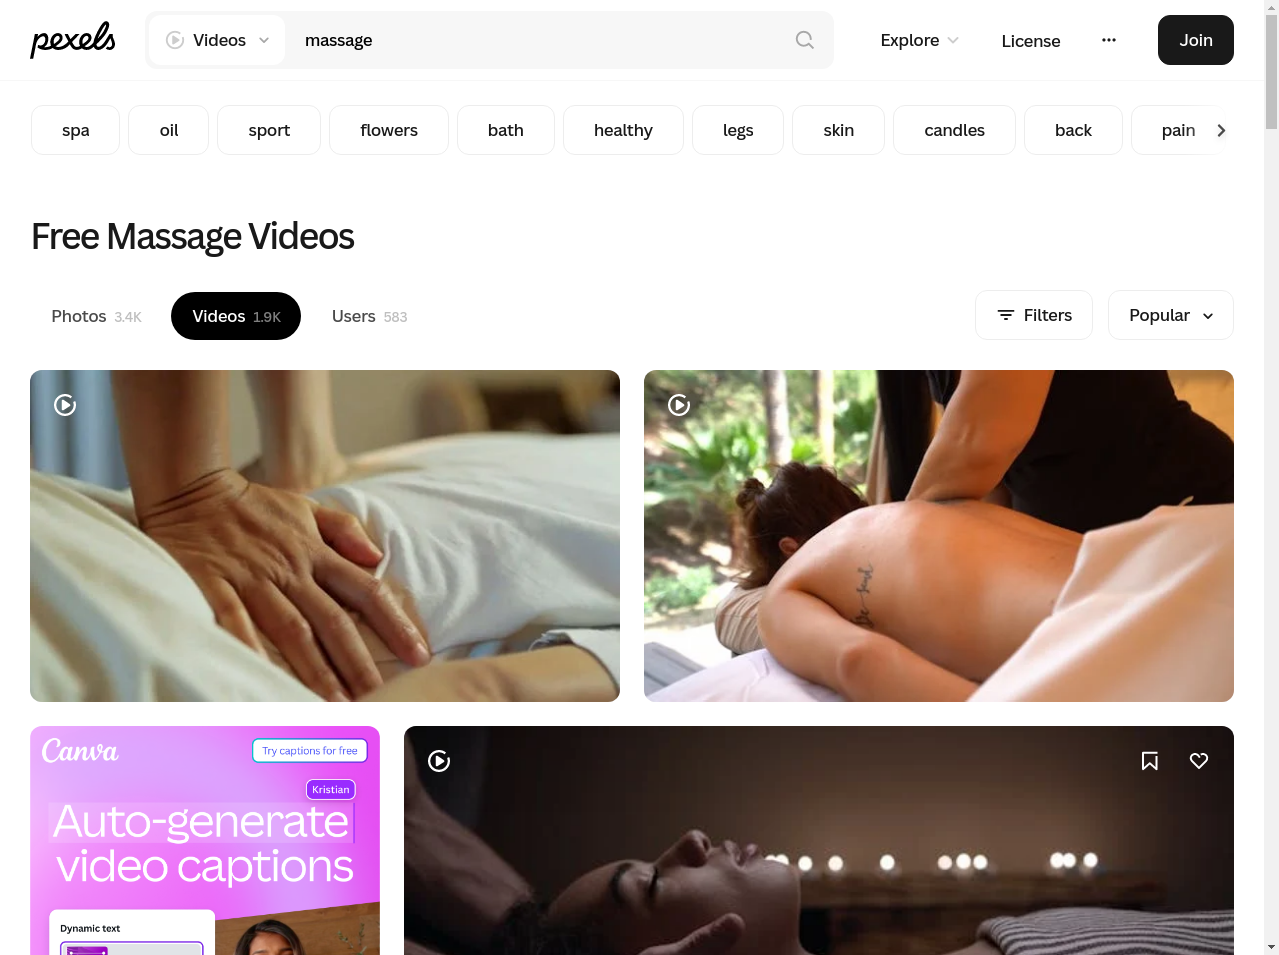 pexels
Videos
massage
Explore
License
Join
spa
oil
sport
flowers
bath
healthy
legs
skin
candles
back
pain
Free Massage Videos
Photos 3.4K
Videos 1.9K
Users 583
Filters
Popular
Canva
Try captions for free
Kristian
Auto-generate
video captions
Dynamic text